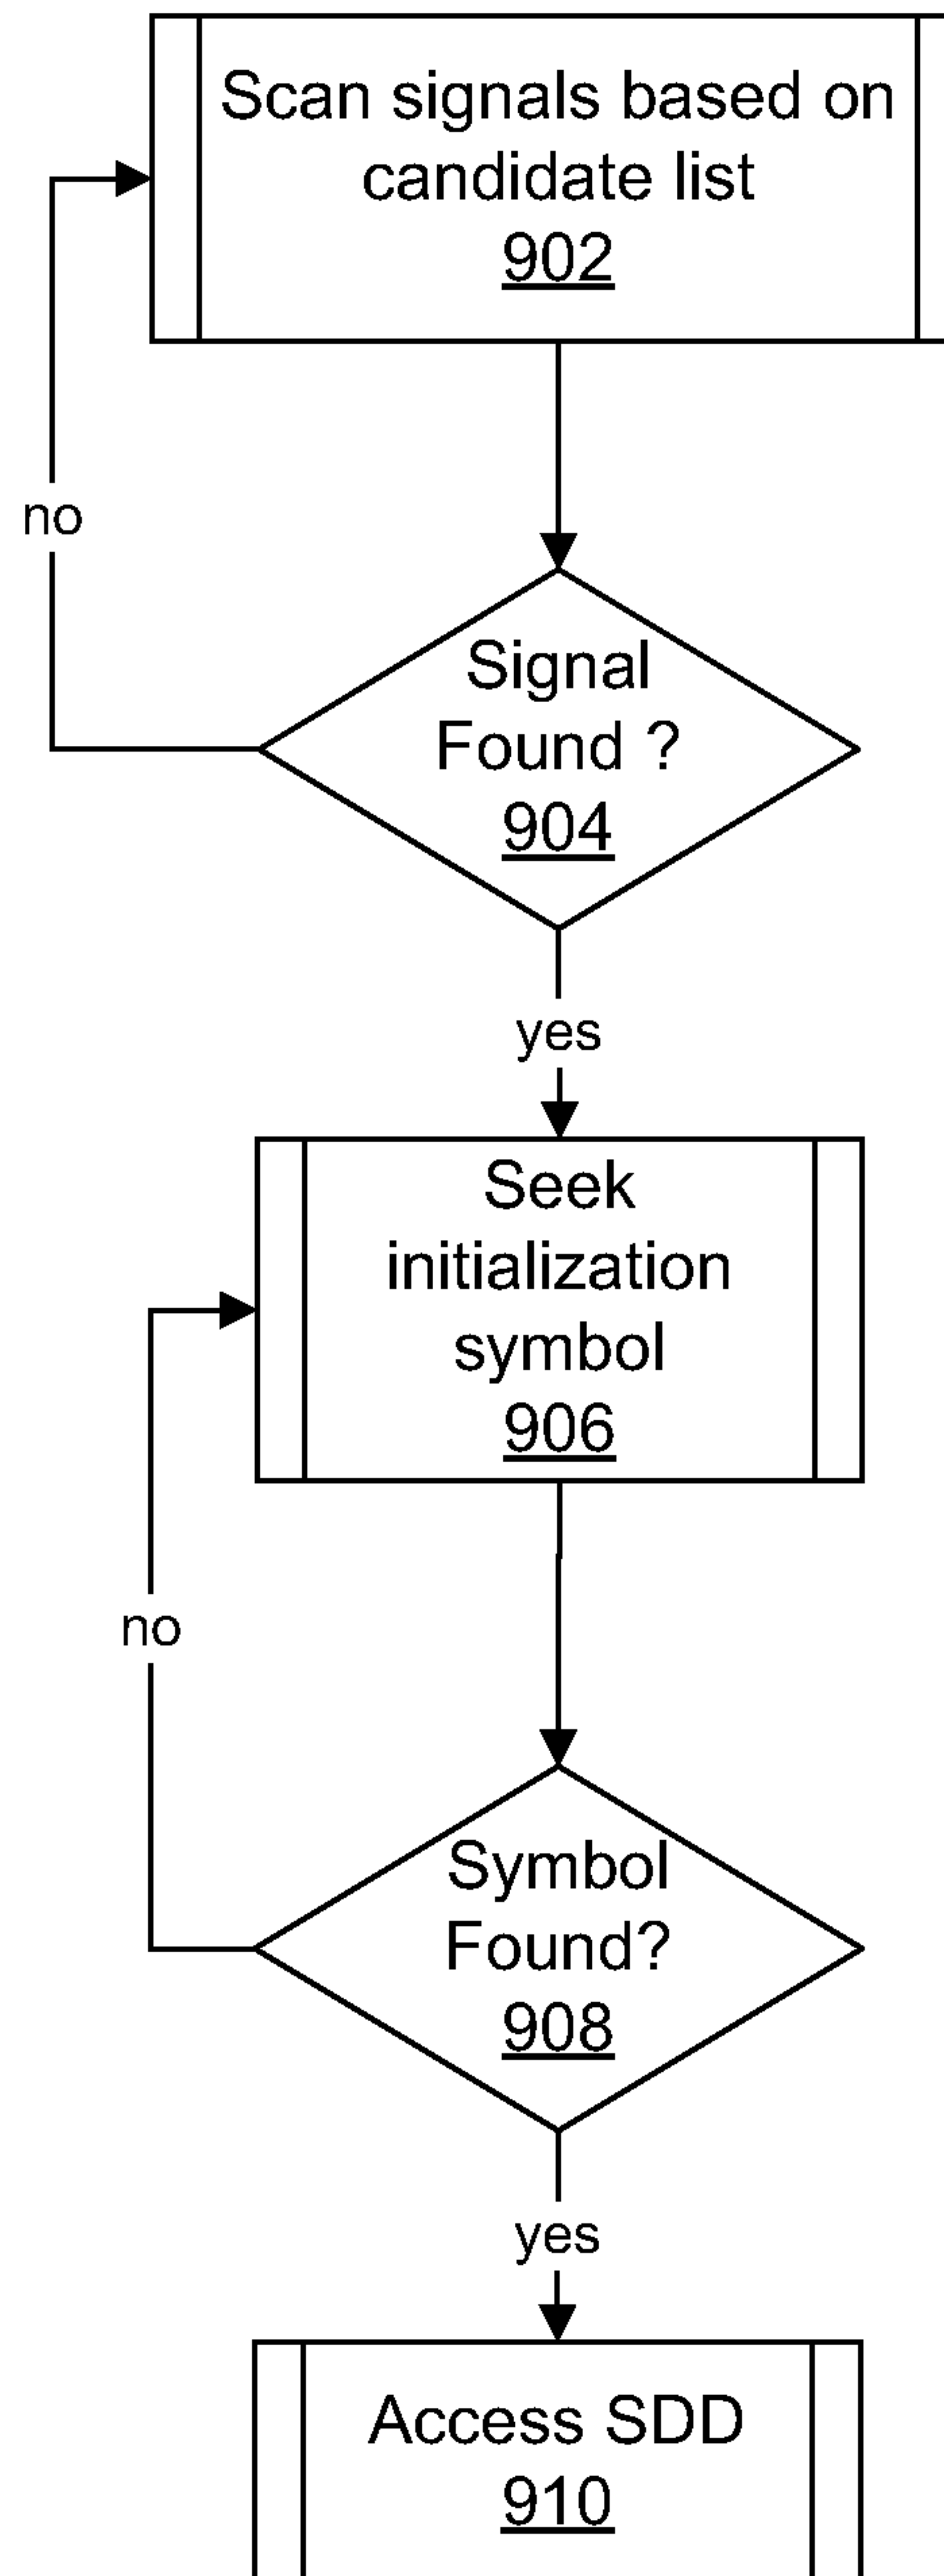 Scan signals based on
candidate list
902
no
Signal
Found ?
904
yes
Seek
initialization
symbol
906
no
Symbol
Found?
908
yes
Access SDD
910